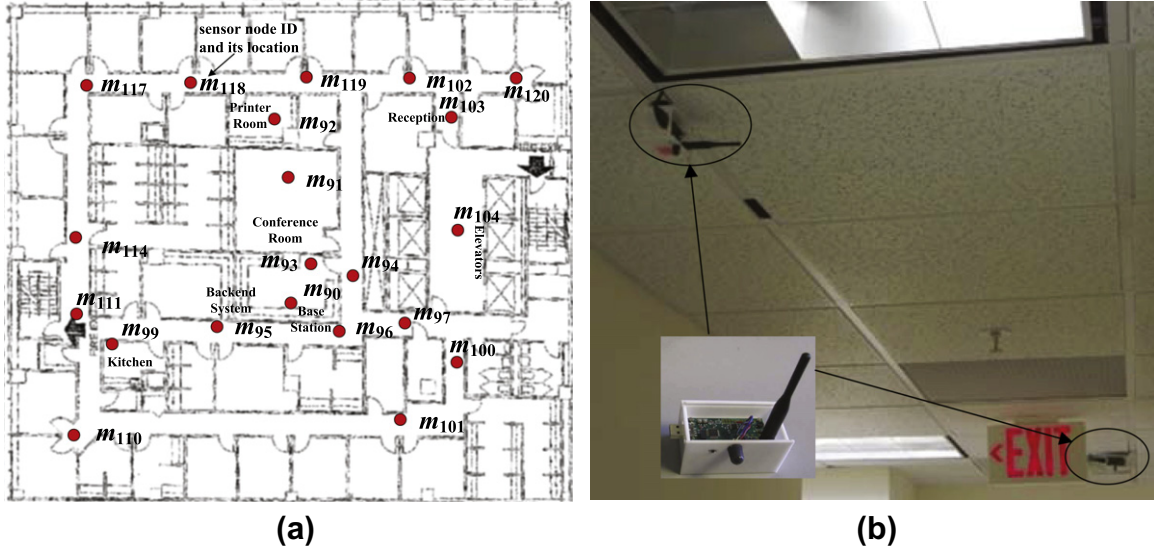 sensor node ID
and its location
m117
m118
m119
m102
m120
m103
Printer
Room
m92
Reception
m91
m104
Conference
Room
Elevators
m114
m93
m94
m90
m111
Backend
System
Base
Station
m97
m99
m95
m96
Kitchen
m100
m101
m110
<EXIT
(a)
(b)